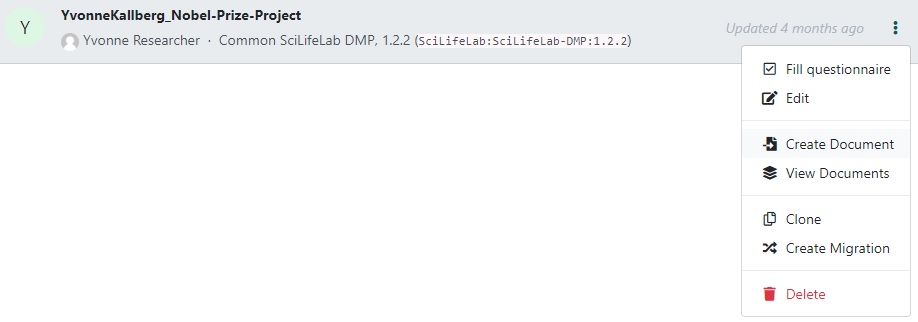 Y
YvonneKallberg_Nobel-Prize-Project
Yvonne Researcher · Common SciLifeLab DMP, 1.2.2 (SciLifeLab:SciLifeLab-DMP:1.2.2)
Updated 4 months ago
Fill questionnaire
Edit
Create Document
View Documents
Clone
Create Migration
Delete